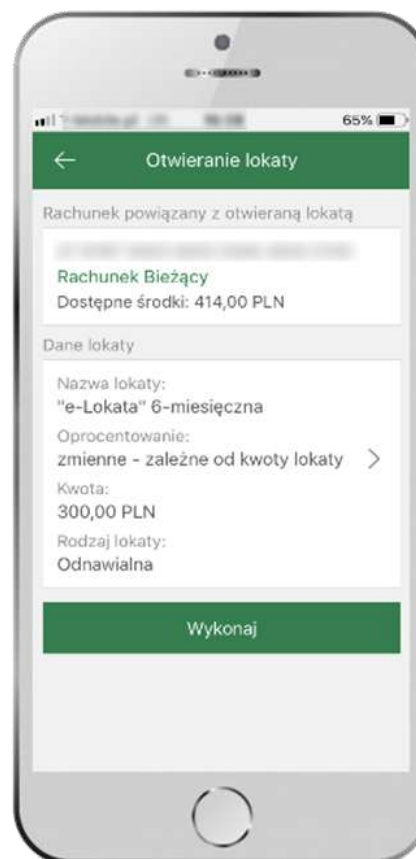 65%
Otwieranie lokaty
Rachunek powiązany z otwieraną lokatą
Rachunek Bieżący
Dostępne środki: 414,00 PLN
Dane lokaty
Nazwa lokaty:
"e-Lokata" 6-miesięczna
Oprocentowanie:
zmienne - zależne od kwoty lokaty
Kwota:
300,00 PLN
Rodzaj lokaty:
Odnawialna
Wykonaj